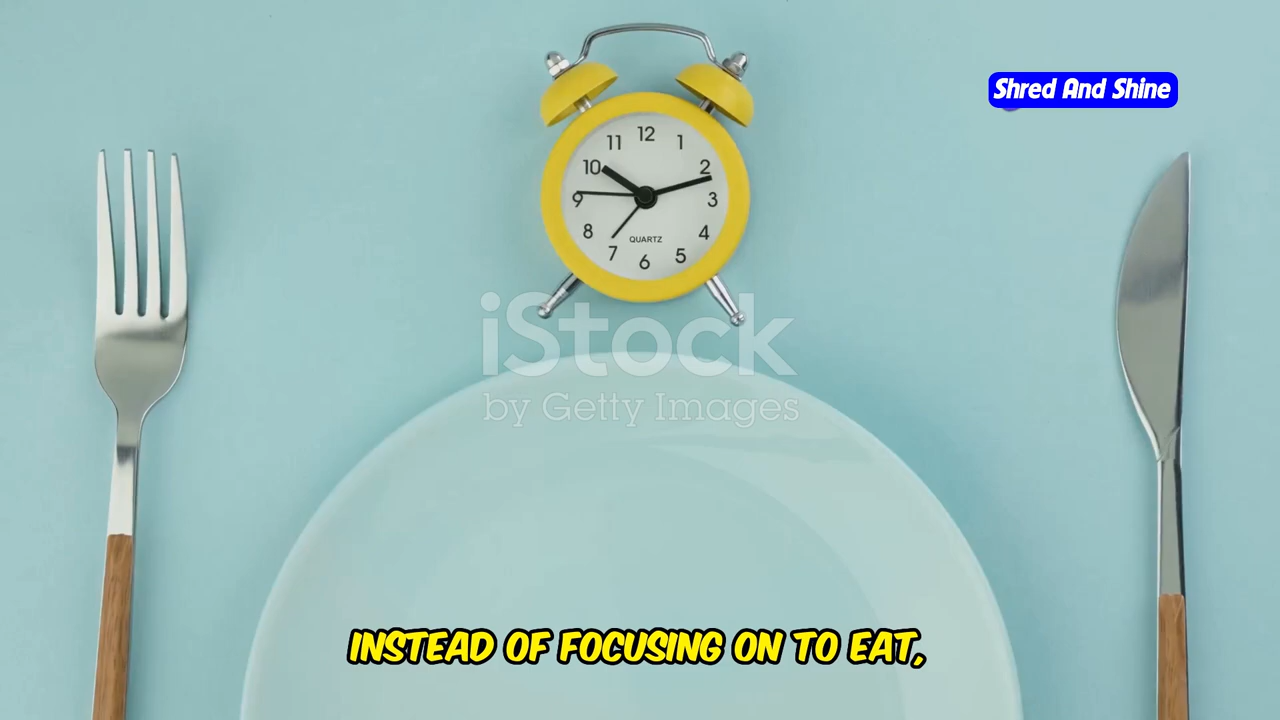 Shred And Shine
12
11
1
10
2
9
3
8
4
QUARTZ
7
5
6
iStock
by Getty Images
INSTEAD OF FOCUSING ON TO EAT,